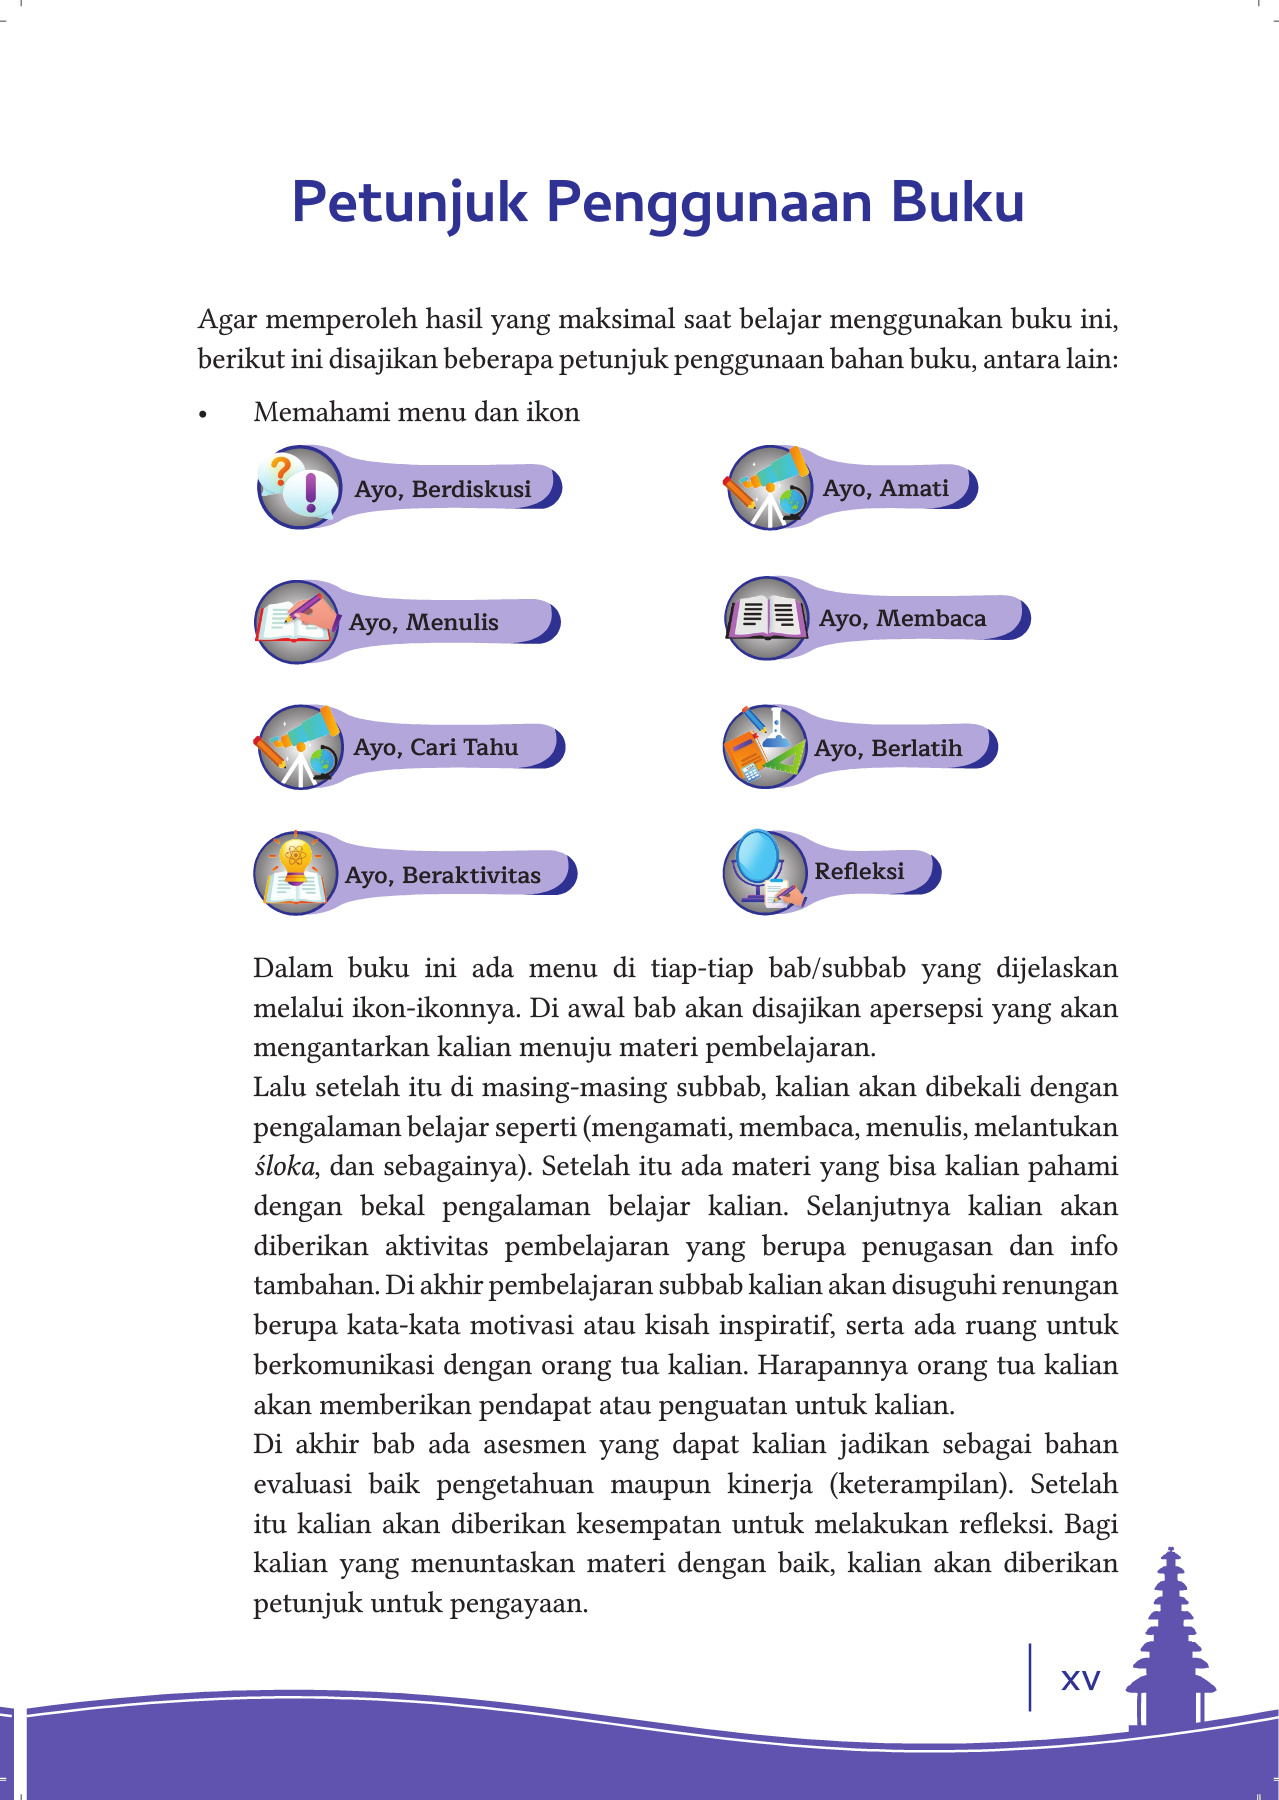 Petunjuk Penggunaan Buku
Agar memperoleh hasil yang maksimal saat belajar menggunakan buku ini,
berikut ini disajikan beberapa petunjuk penggunaan bahan buku, antara lain:
• Memahami menu dan ikon
Ayo, Berdiskusi
Ayo, Amati
Ayo, Menulis
Ayo, Membaca
Ayo, Cari Tahu
Ayo, Berlatih
Ayo, Beraktivitas
Refleksi
Dalam buku ini ada menu di tiap-tiap bab/subbab yang dijelaskan
melalui ikon-ikonnya. Di awal bab akan disajikan apersepsi yang akan
mengantarkan kalian menuju materi pembelajaran.
Lalu setelah itu di masing-masing subbab, kalian akan dibekali dengan
pengalaman belajar seperti (mengamati, membaca, menulis, melantukan
śloka, dan sebagainya). Setelah itu ada materi yang bisa kalian pahami
dengan bekal pengalaman belajar kalian. Selanjutnya kalian akan
diberikan aktivitas pembelajaran yang berupa penugasan dan info
tambahan. Di akhir pembelajaran subbab kalian akan disuguhi renungan
berupa kata-kata motivasi atau kisah inspiratif, serta ada ruang untuk
berkomunikasi dengan orang tua kalian. Harapannya orang tua kalian
akan memberikan pendapat atau penguatan untuk kalian.
Di akhir bab ada asesmen yang dapat kalian jadikan sebagai bahan
evaluasi baik pengetahuan maupun kinerja (keterampilan). Setelah
itu kalian akan diberikan kesempatan untuk melakukan refleksi. Bagi
kalian yang menuntaskan materi dengan baik, kalian akan diberikan
petunjuk untuk pengayaan.
xv